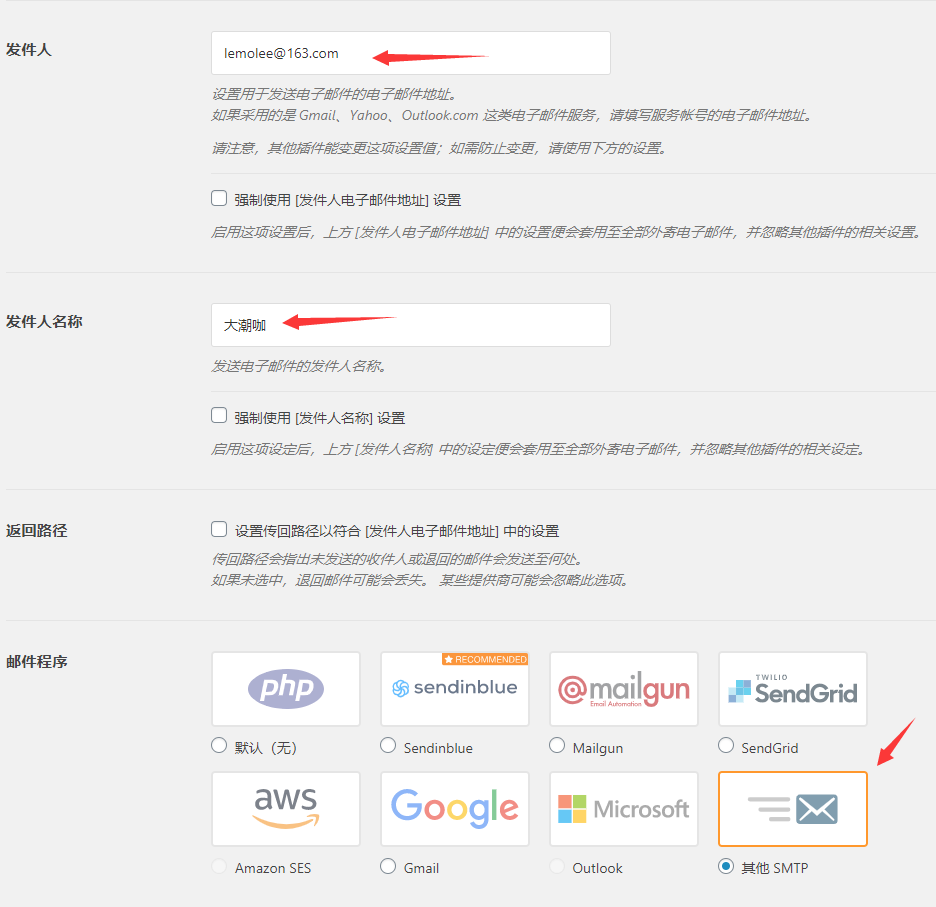 发件人
lemolee@163.com
设置用于发送电子邮件的电子邮件地址。
如果采用的是 Gmail、Yahoo、Outlook.com 这类电子邮件服务，请填写服务帐号的电子邮件地址。
请注意，其他插件能变更这项设置值；如需防止变更，请使用下方的设置。
强制使用 [发件人电子邮件地址] 设置
启用这项设置后，上方 [发件人电子邮件地址] 中的设置便会套用至全部外寄电子邮件，并忽略其他插件的相关设置。
发件人名称
大潮咖
发送电子邮件的发件人名称。
强制使用 [发件人名称] 设置
启用这项设定后，上方 [发件人名称] 中的设定便会套用至全部外寄电子邮件，并忽略其他插件的相关设定。
返回路径
设置传回路径以符合 [发件人电子邮件地址] 中的设置
传回路径会指出未发送的收件人或退回的邮件会发送至何处。
如果未选中，退回邮件可能会丢失。 某些提供商可能会忽略此选项。
邮件程序
php
RECOMMENDED
sendinblue
mailgun
Email Automation
TWILIO
SendGrid
默认（无）
Sendinblue
Mailgun
SendGrid
aws
Google
Microsoft
Amazon SES
Gmail
Outlook
其他 SMTP